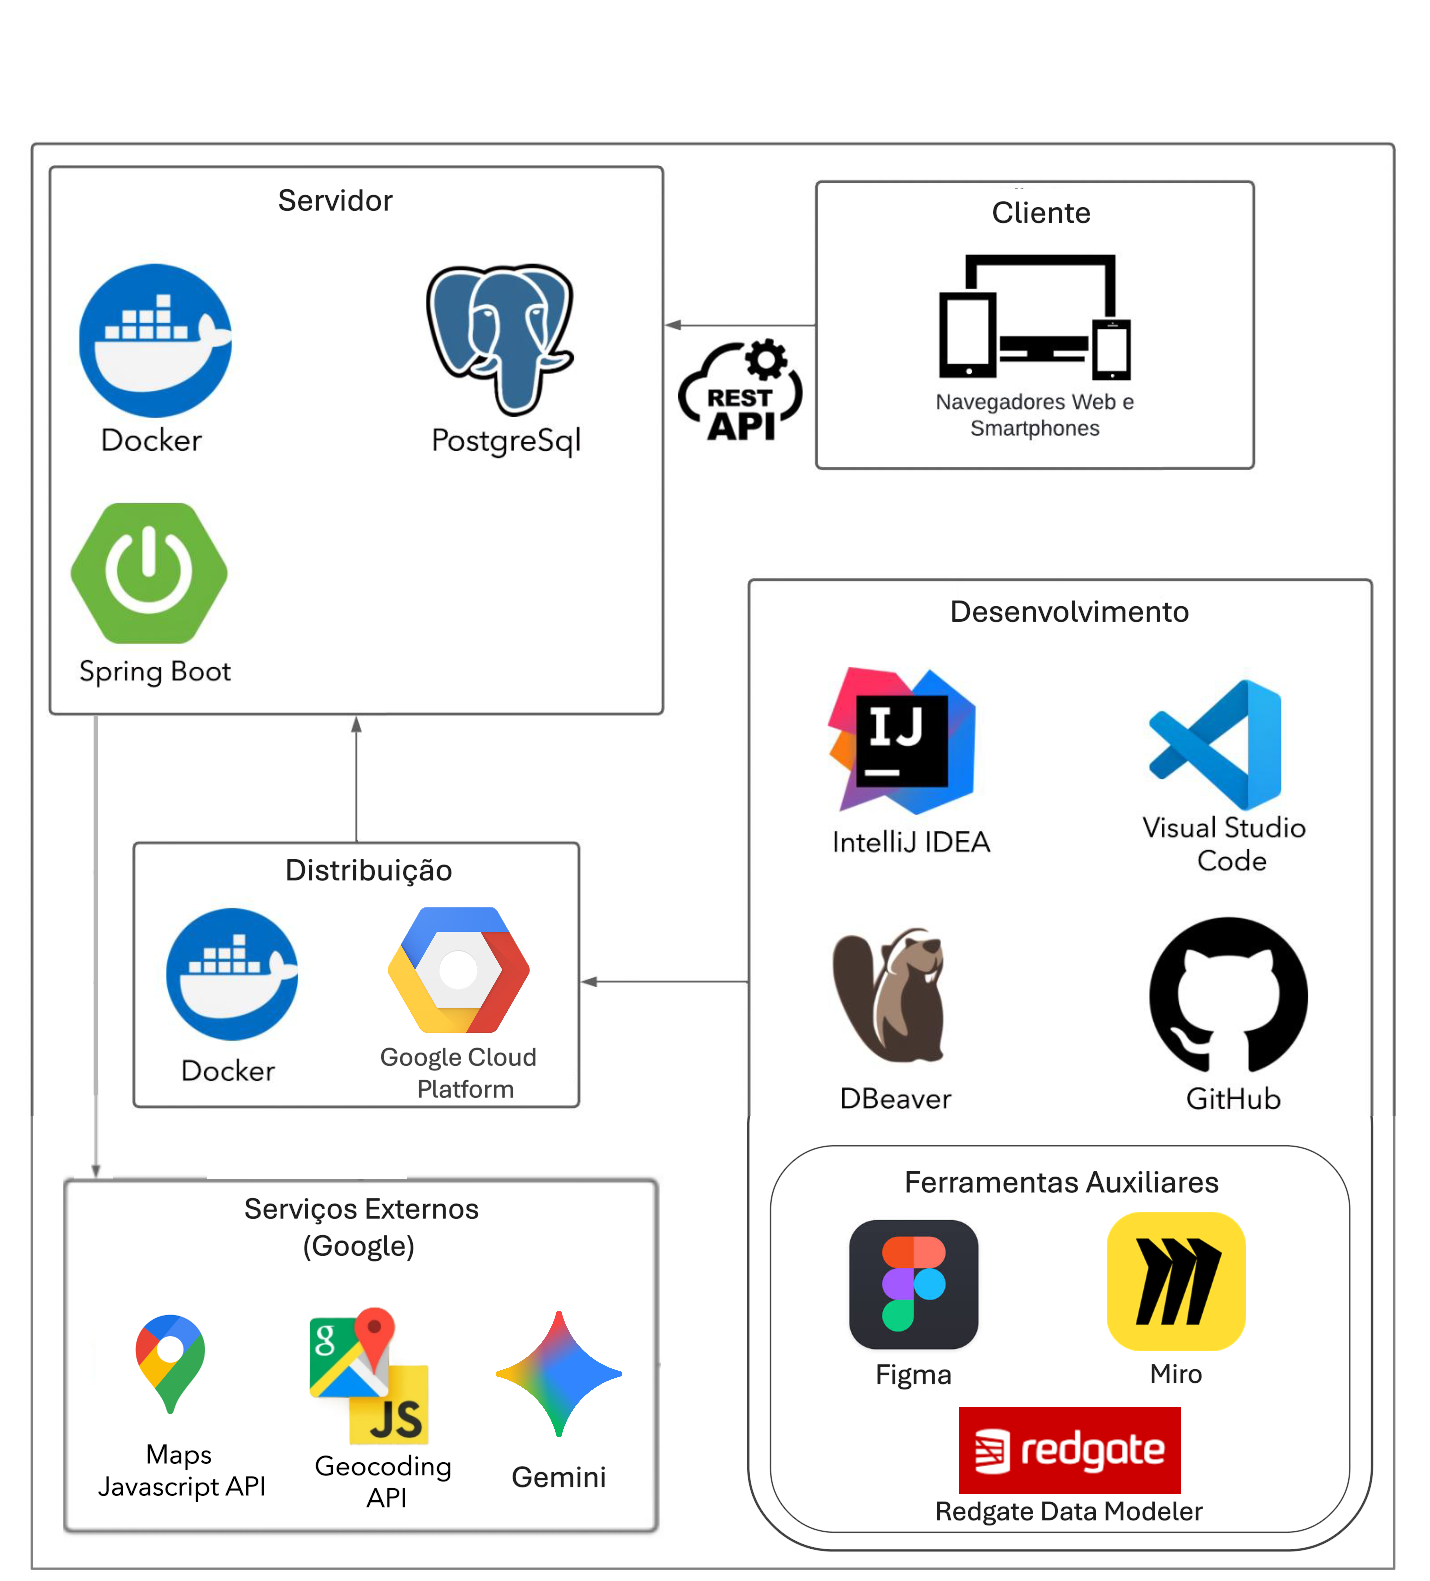 Servidor
Docker
PostgreSql
Spring Boot
REST
API
Cliente
Navegadores Web e
Smartphones
Desenvolvimento
IJ
IntelliJ IDEA
Visual Studio
Code
DBeaver
GitHub
Distribuição
Docker
Google Cloud
Platform
Serviços Externos
(Google)
Maps
Javascript API
g
JS
Geocoding
API
Gemini
Ferramentas Auxiliares
Figma
Miro
redgate
Redgate Data Modeler